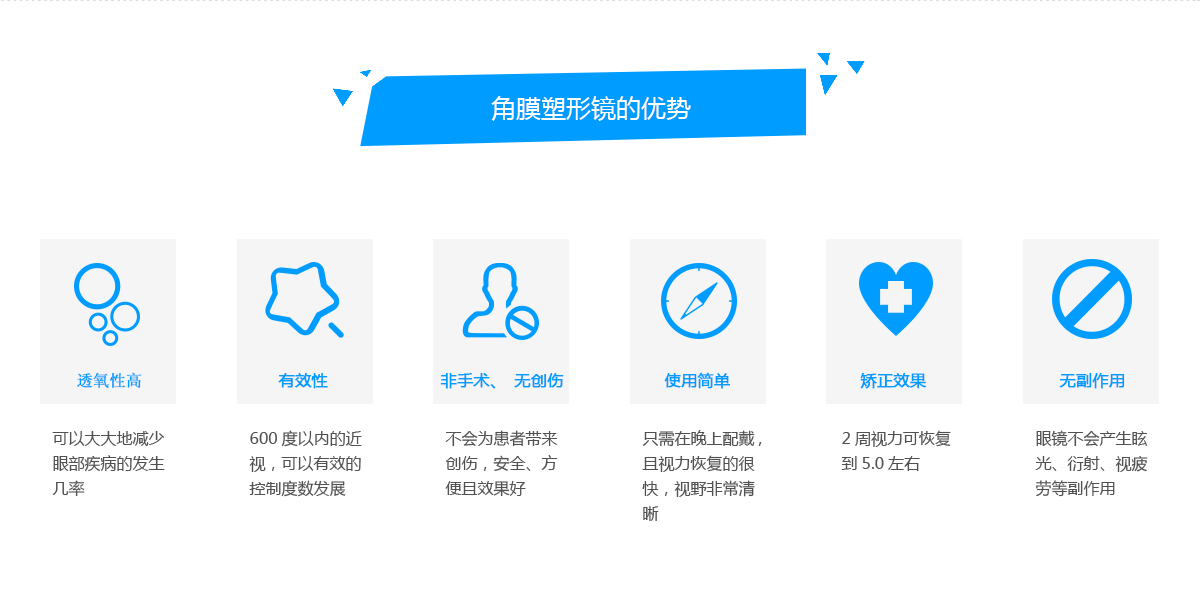 角膜塑形镜的优势
透氧性高
可以大大地减少
眼部疾病的发生
几率
有效性
600 度以内的近
视，可以有效的
控制度数发展
非手术、 无创伤
不会为患者带来
创伤，安全、方
便且效果好
使用简单
只需在晚上配戴，
且视力恢复的很
快，视野非常清
晰
矫正效果
2 周视力可恢复
到 5.0 左右
无副作用
眼镜不会产生眩
光、衍射、视疲
劳等副作用